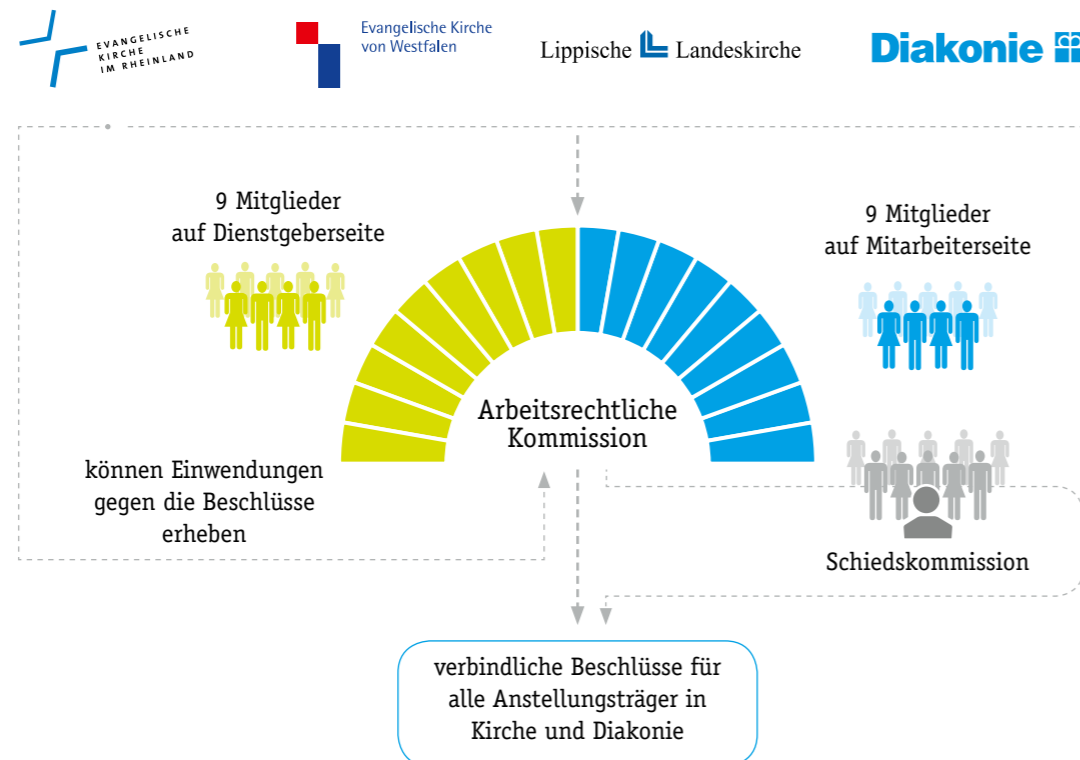 EVANGELISCHE
KIRCHE
IM RHEINLAND
Evangelische Kirche
von Westfalen
Lippische Landeskirche
Diakonie
9 Mitglieder
auf Dienstgeberseite
9 Mitglieder
auf Mitarbeiterseite
Arbeitsrechtliche
Kommission
können Einwendungen
gegen die Beschlüsse
erheben
Schiedskommission
verbindliche Beschlüsse für
alle Anstellungsträger in
Kirche und Diakonie